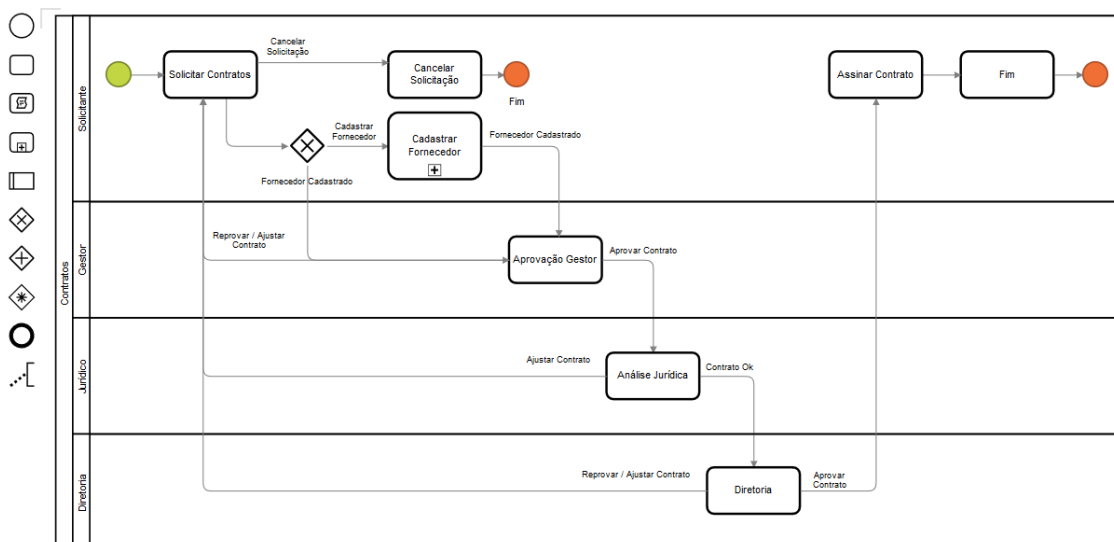 Contratos
Solicitante
Cancelar
Solicitação
Solicitar Contratos
Cancelar
Solicitação
Fim
Assinar Contrato
Fim
Cadastrar
Fornecedor
Cadastrar
Fornecedor
Fornecedor Cadastrado
Fornecedor Cadastrado
Gestor
Reprovar / Ajustar
Contrato
Aprovação Gestor
Aprovar Contrato
Jurídico
Ajustar Contrato
Análise Jurídica
Contrato Ok
Diretoria
Reprovar / Ajustar Contrato
Diretoria
Aprovar
Contrato